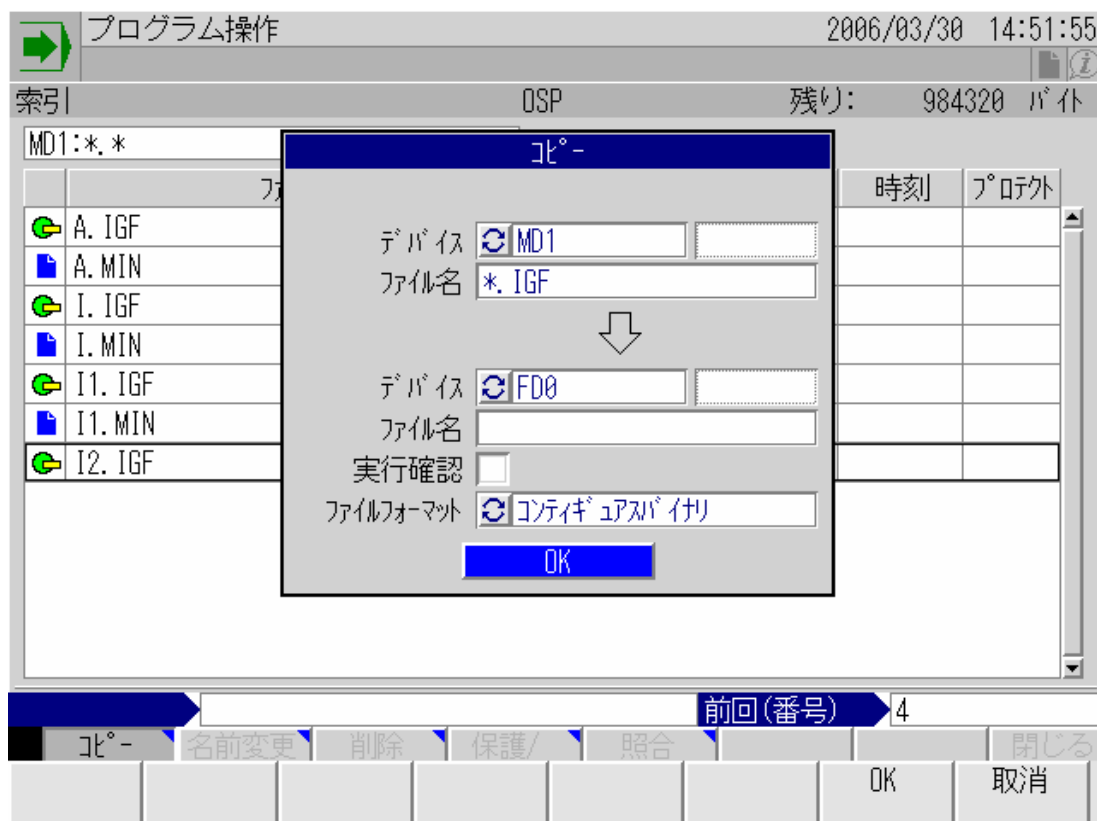 プログラム操作 2006/03/30 14:51:55
索引 OSP 残り: 984320 バイト
MD1:*.*
コピー
ファ 時刻 プロテクト
A.IGF
A.MIN
I.IGF
I.MIN
I1.IGF
I1.MIN
I2.IGF
デバイス MD1
ファイル名 *.IGF
デバイス FD0
ファイル名
実行確認
ファイルフォーマット コンティギュアスバイナリ
OK
前回(番号) 4
コピー 名前変更 削除 保護/ 照合 閉じる
OK 取消